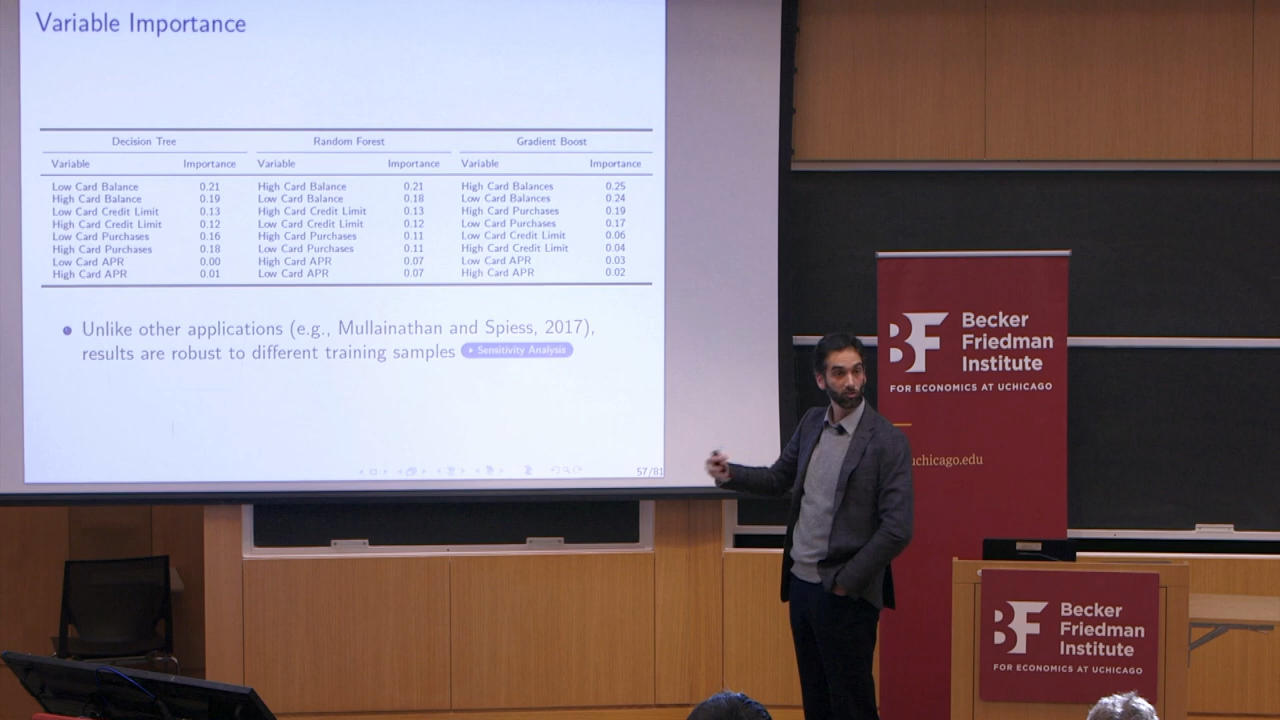 Variable Importance
Decision Tree Random Forest Gradient Boost
Variable Importance Variable Importance Variable Importance
Low Card Balance 0.21 High Card Balance 0.21 High Card Balances 0.25
High Card Balance 0.19 Low Card Balance 0.18 Low Card Balances 0.24
Low Card Credit Limit 0.13 High Card Credit Limit 0.13 High Card Purchases 0.19
High Card Credit Limit 0.12 Low Card Credit Limit 0.12 Low Card Purchases 0.17
Low Card Purchases 0.16 High Card Purchases 0.11 Low Card Credit Limit 0.06
High Card Purchases 0.18 Low Card Purchases 0.11 High Card Credit Limit 0.04
Low Card APR 0.00 High Card APR 0.07 Low Card APR 0.03
High Card APR 0.01 Low Card APR 0.07 High Card APR 0.02
Unlike other applications (e.g., Mullainathan and Spiess, 2017),
results are robust to different training samples Sensitivity Analysis
57/81
BF
Becker
Friedman
Institute
FOR ECONOMICS AT UCHICAGO
uchicago.edu
BF
Becker
Friedman
Institute
FOR ECONOMICS AT UCHICAGO